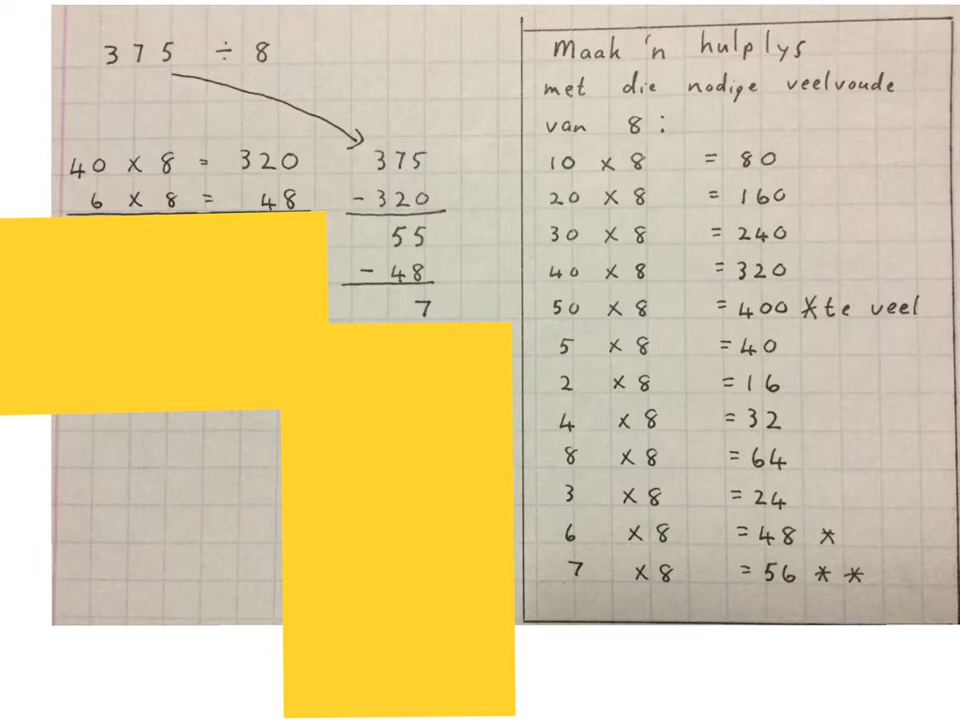 375 ÷ 8
40 × 8 = 320
6 × 8 = 48
375
- 320
55
- 48
7
Maak 'n hulplys
met die nodige veelvoude
van 8:
10 × 8 = 80
20 × 8 = 160
30 × 8 = 240
40 × 8 = 320
50 × 8 = 400 *te veel
5 × 8 = 40
2 × 8 = 16
4 × 8 = 32
8 × 8 = 64
3 × 8 = 24
6 × 8 = 48 *
7 × 8 = 56 * *